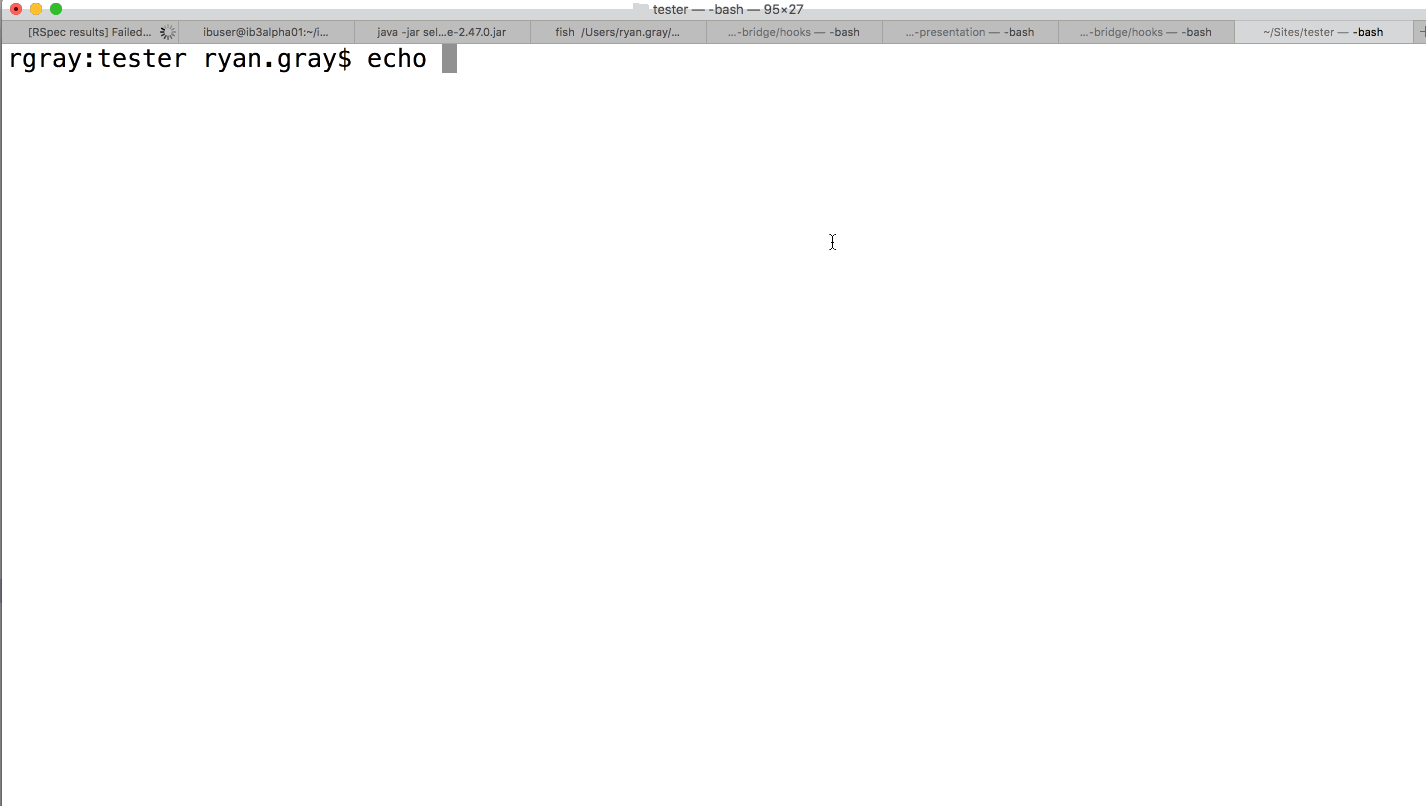 tester — -bash — 95×27
[RSpec results] Failed... ibuser@ib3alpha01:~/i... java -jar sel...e-2.47.0.jar fish /Users/ryan.gray/... ...-bridge/hooks — -bash ...-presentation — -bash ...-bridge/hooks — -bash ~/Sites/tester — -bash
rgray:tester ryan.gray$ echo